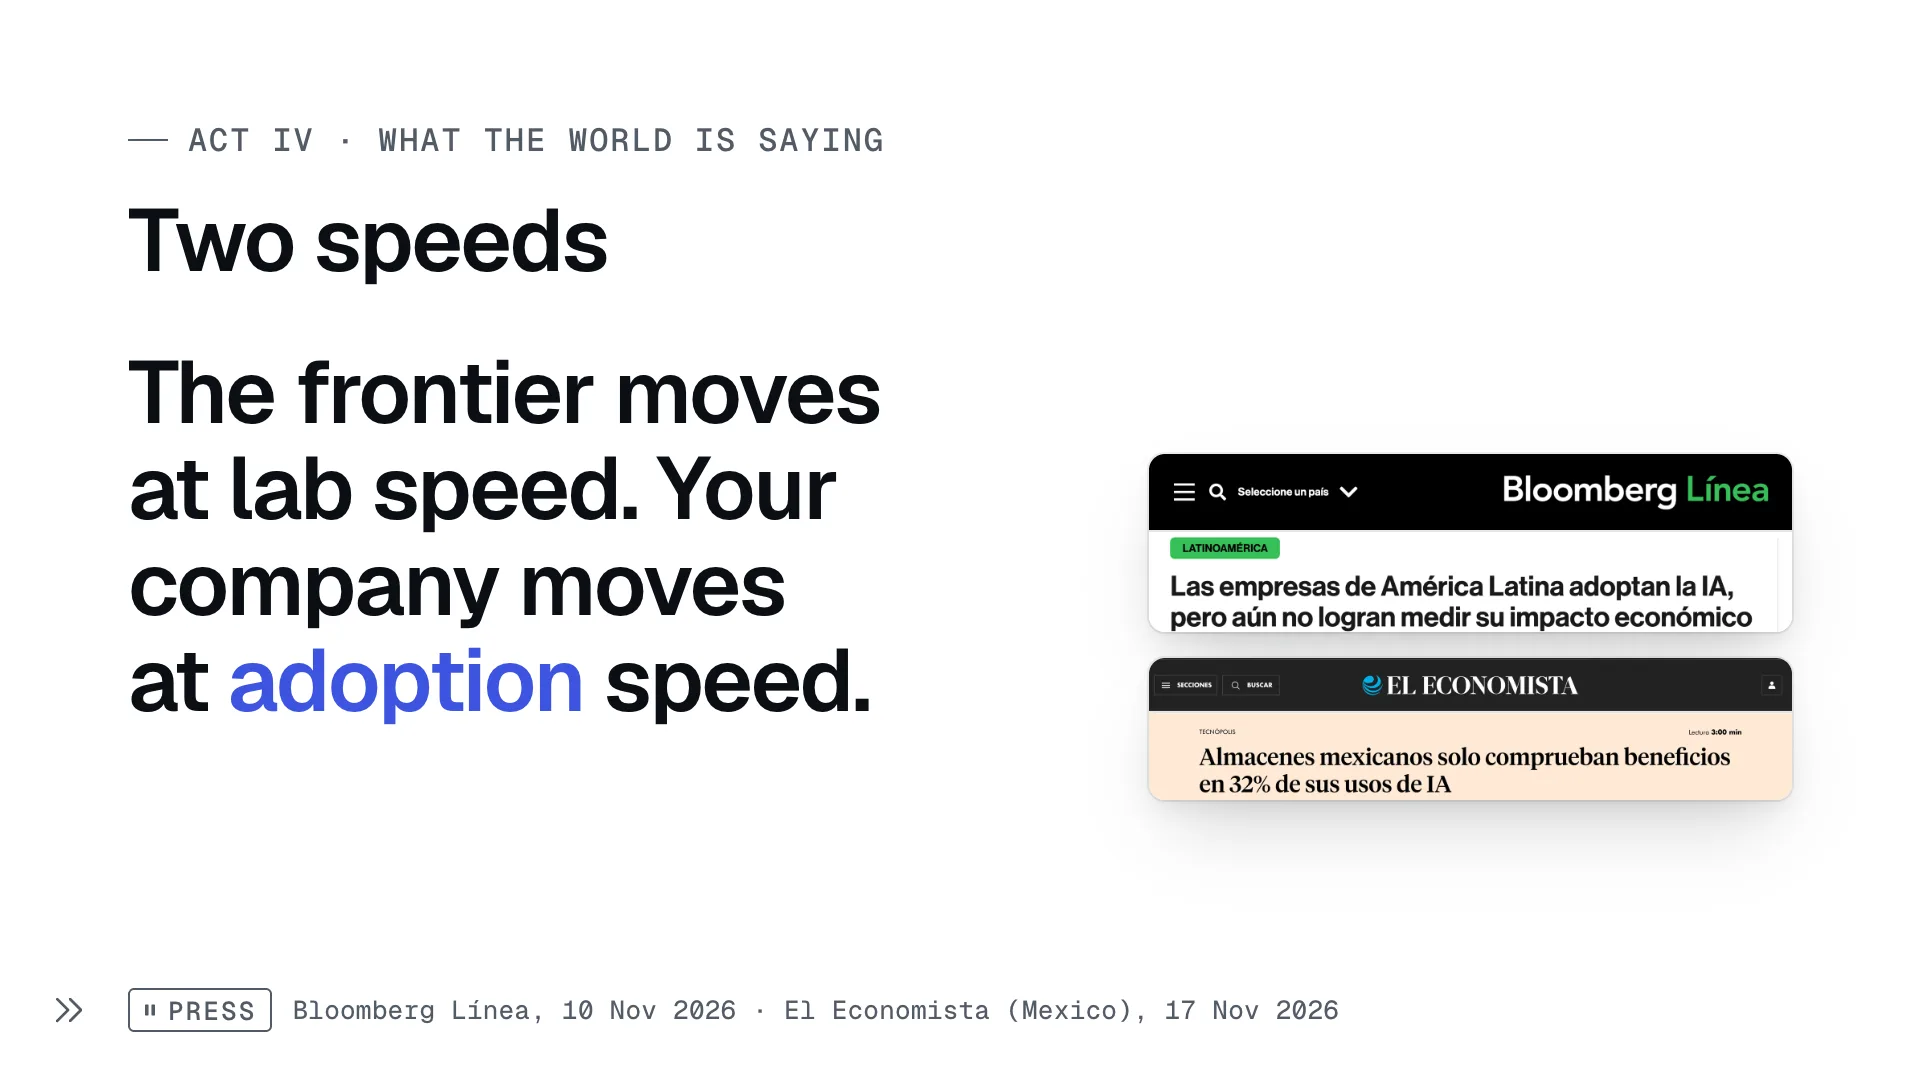 ACT IV · WHAT THE WORLD IS SAYING
Two speeds
The frontier moves
at lab speed. Your
company moves
at adoption speed.
Seleccione un país
Bloomberg Línea
LATINOAMÉRICA
Las empresas de América Latina adoptan la IA,
pero aún no logran medir su impacto económico
SECCIONES
BUSCAR
EL ECONOMISTA
TECNÓPOLIS
Lectura 3:00 min
Almacenes mexicanos solo comprueban beneficios
en 32% de sus usos de IA
PRESS
Bloomberg Línea, 10 Nov 2026 · El Economista (Mexico), 17 Nov 2026